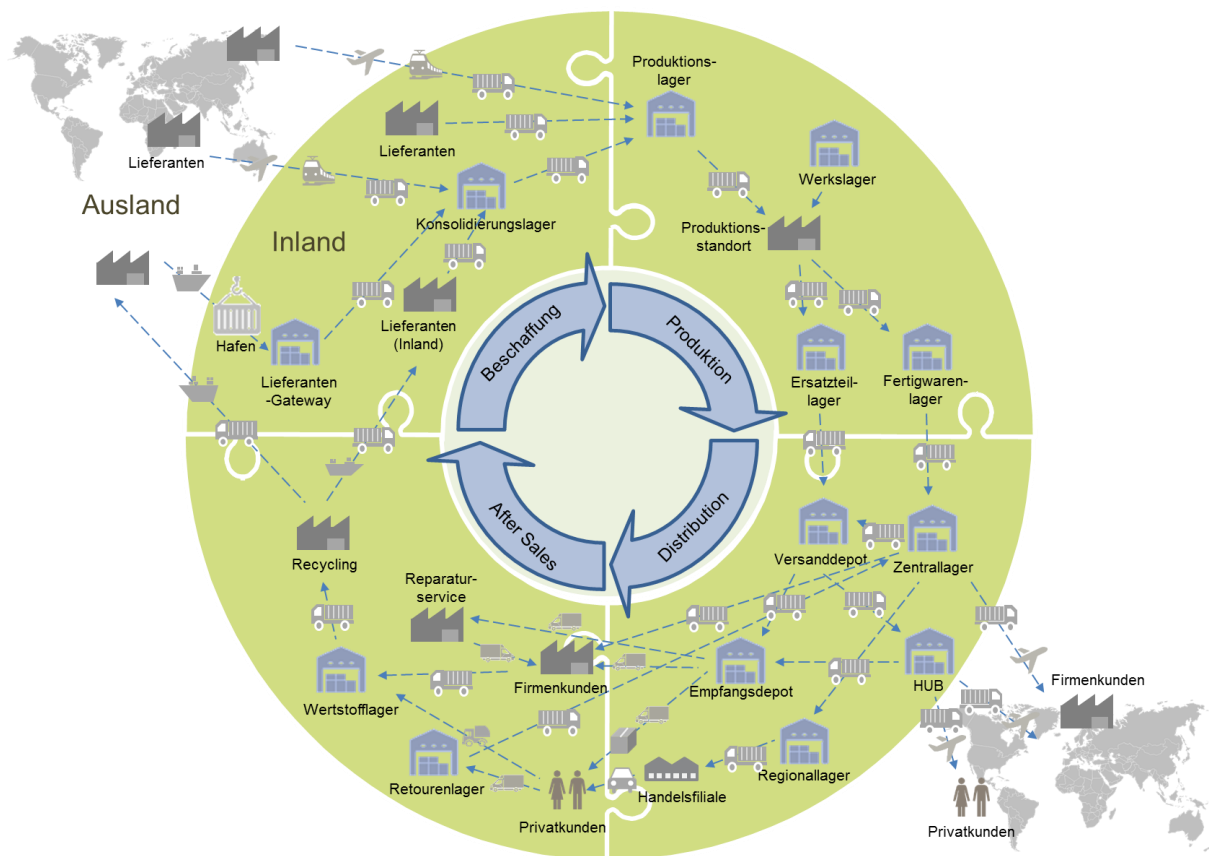 Produktions-
lager
Lieferanten
Lieferanten
Werkslager
Ausland
Konsolidierungslager
Inland
Produktions-
standort
Hafen
Lieferanten
(Inland)
Lieferanten
-Gateway
Beschaffung
Produktion
Ersatzteil-
lager
Fertigwaren-
lager
After Sales
Distribution
Recycling
Versanddepot
Zentrallager
Reparatur-
service
Firmenkunden
Empfangsdepot
HUB
Firmenkunden
Wertstofflager
Retourenlager
Regionallager
Handelsfiliale
Privatkunden
Privatkunden